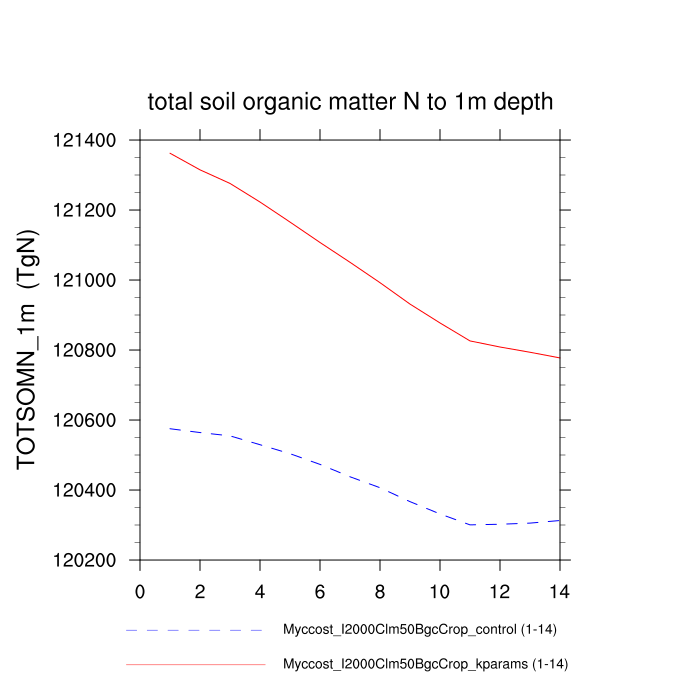 total soil organic matter N to 1m depth
TOTSOMN_1m (TgN)
121400
121200
121000
120800
120600
120400
120200
0 2 4 6 8 10 12 14
Myccost_I2000Clm50BgcCrop_control (1-14)
Myccost_I2000Clm50BgcCrop_kparams (1-14)